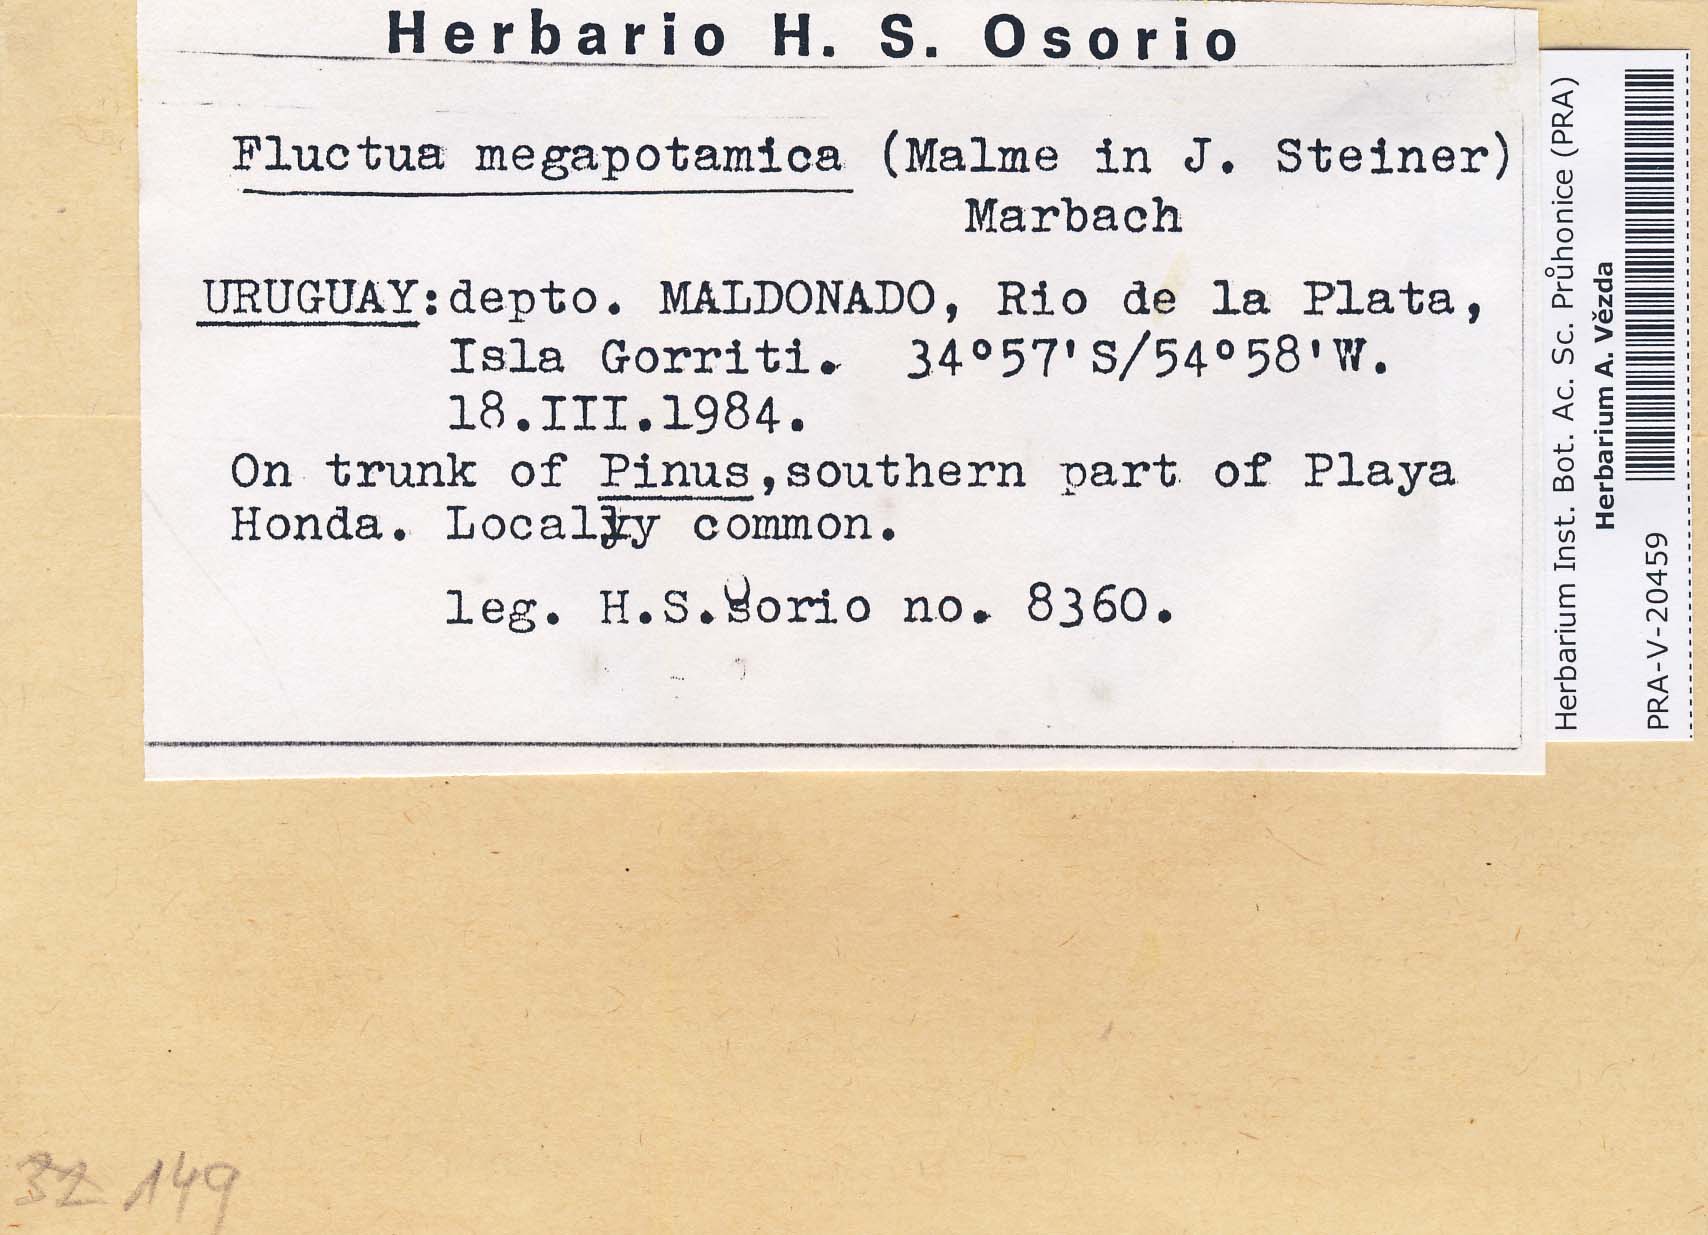 Herbario H. S. Osorio
Fluctua megapotamica (Malme in J. Steiner)
Marbach
URUGUAY: depto. MALDONADO, Rio de la Plata,
Isla Gorriti. 34°57'S/54°58'W.
18.III.1984.
On trunk of Pinus, southern part of Playa
Honda. Locally common.
leg. H.S. Osorio no. 8360.
Herbarium Inst. Bot. Ac. Sc. Průhonice (PRA)
Herbarium A. Vězda
PRA-V-20459
149